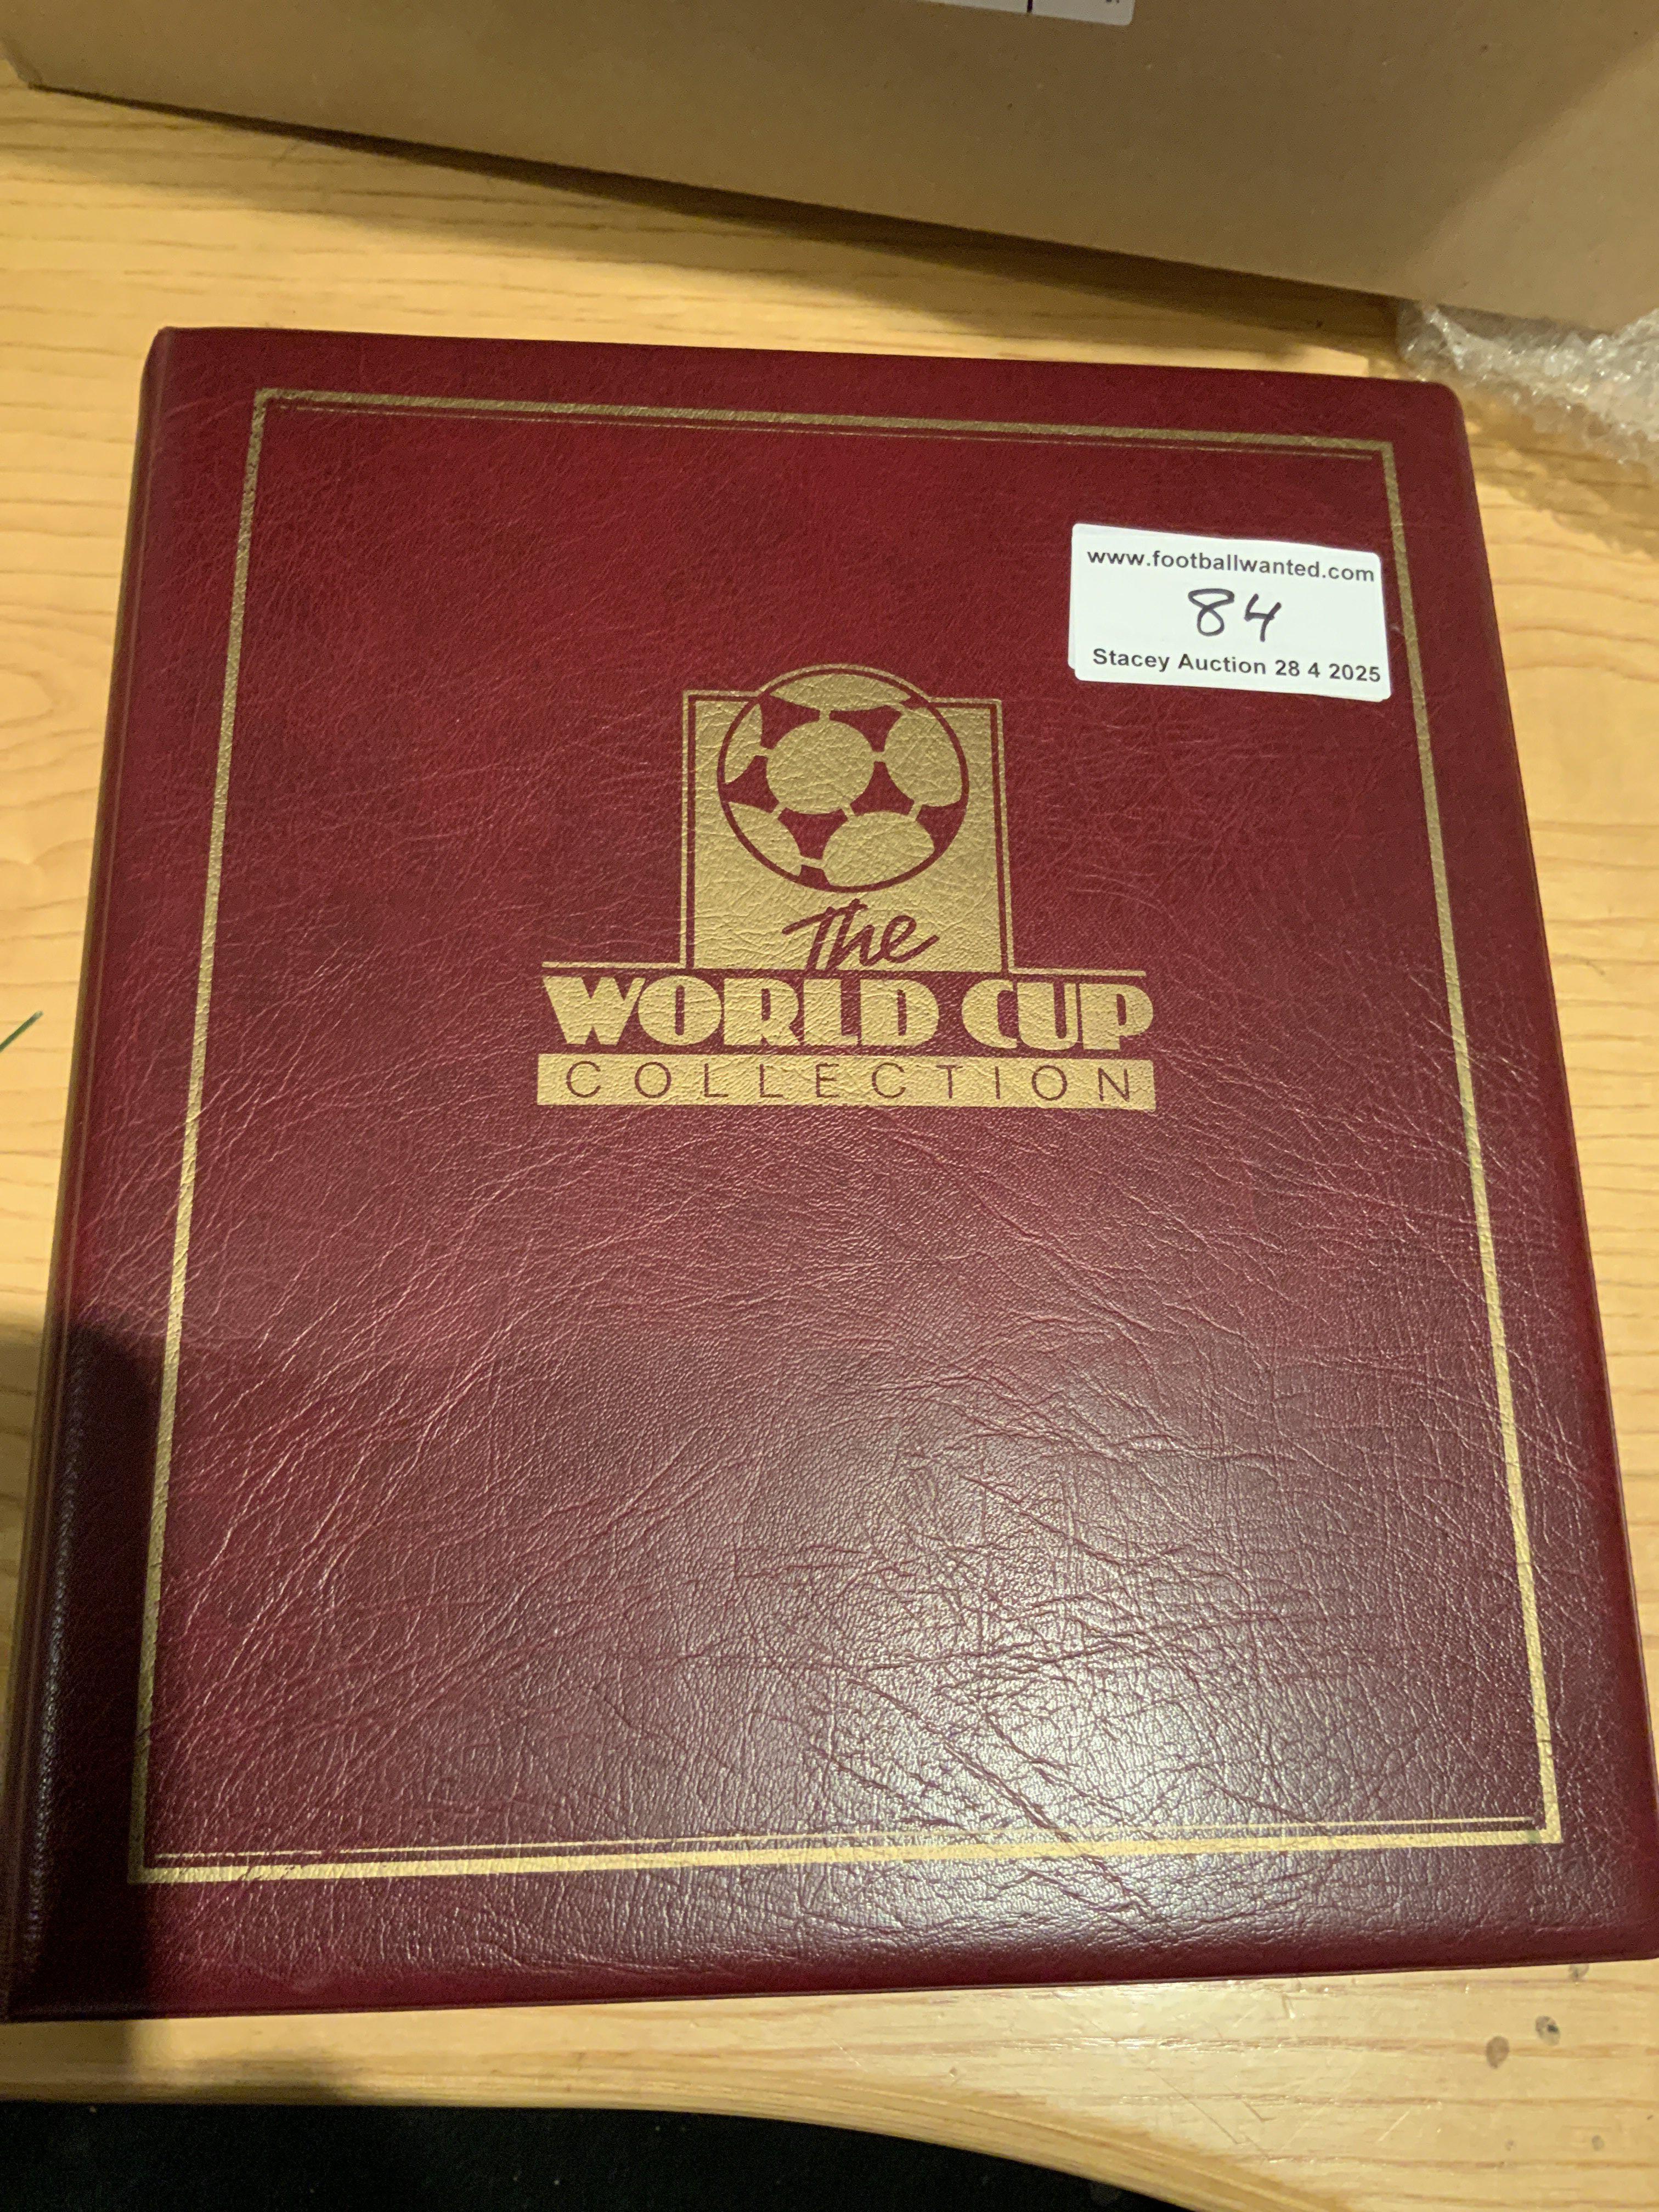 www.footballwanted.com
84
Stacey Auction 28 4 2025
The
WORLD CUP
COLLECTION